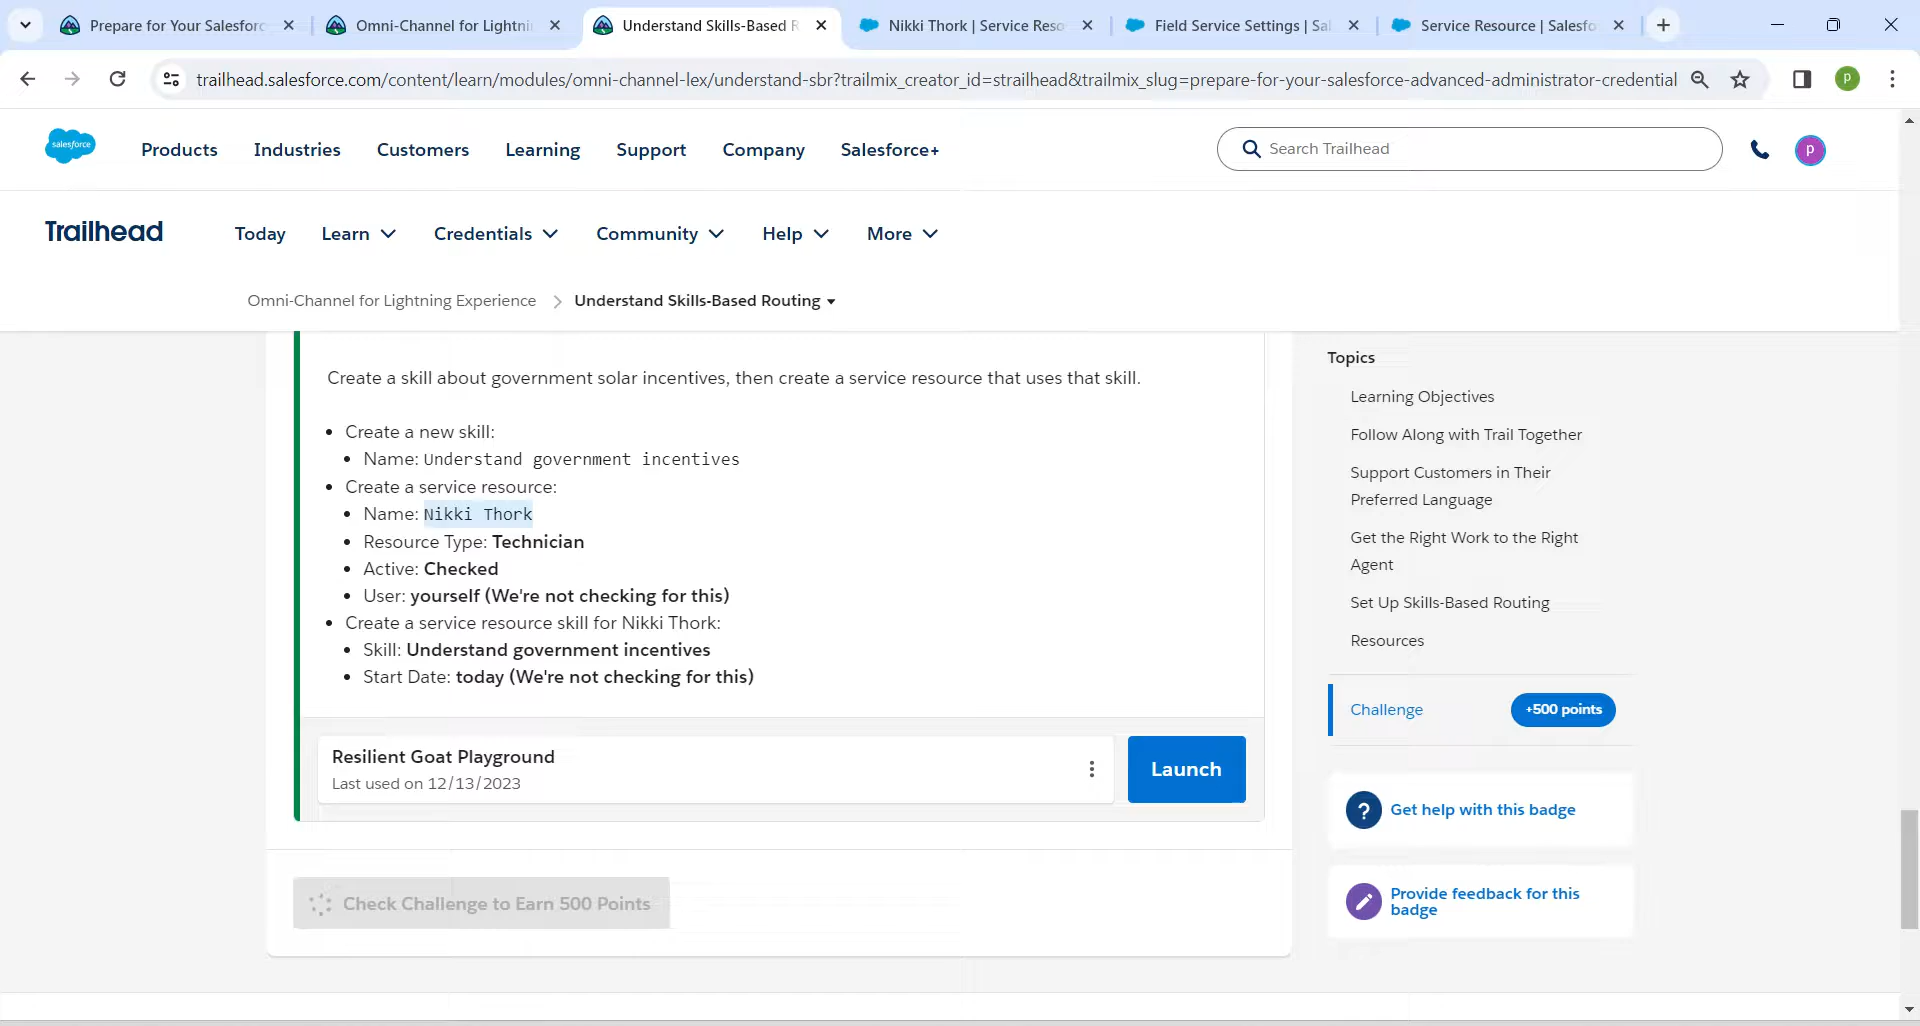 Prepare for Your Salesforc
Omni-Channel for Lightni
Understand Skills-Based R
Nikki Thork | Service Reso
Field Service Settings | Sal
Service Resource | Salesfo
trailhead.salesforce.com/content/learn/modules/omni-channel-lex/understand-sbr?trailmix_creator_id=strailhead&trailmix_slug=prepare-for-your-salesforce-advanced-administrator-credential
P
salesforce
Products
Industries
Customers
Learning
Support
Company
Salesforce+
Search Trailhead
P
Trailhead
Today
Learn
Credentials
Community
Help
More
Omni-Channel for Lightning Experience
Understand Skills-Based Routing
Create a skill about government solar incentives, then create a service resource that uses that skill.
• Create a new skill:
• Name: Understand government incentives
• Create a service resource:
• Name: Nikki Thork
• Resource Type: Technician
• Active: Checked
• User: yourself (We're not checking for this)
• Create a service resource skill for Nikki Thork:
• Skill: Understand government incentives
• Start Date: today (We're not checking for this)
Resilient Goat Playground
Last used on 12/13/2023
Launch
Check Challenge to Earn 500 Points
Topics
Learning Objectives
Follow Along with Trail Together
Support Customers in Their
Preferred Language
Get the Right Work to the Right
Agent
Set Up Skills-Based Routing
Resources
Challenge
+500 points
? Get help with this badge
Provide feedback for this
badge